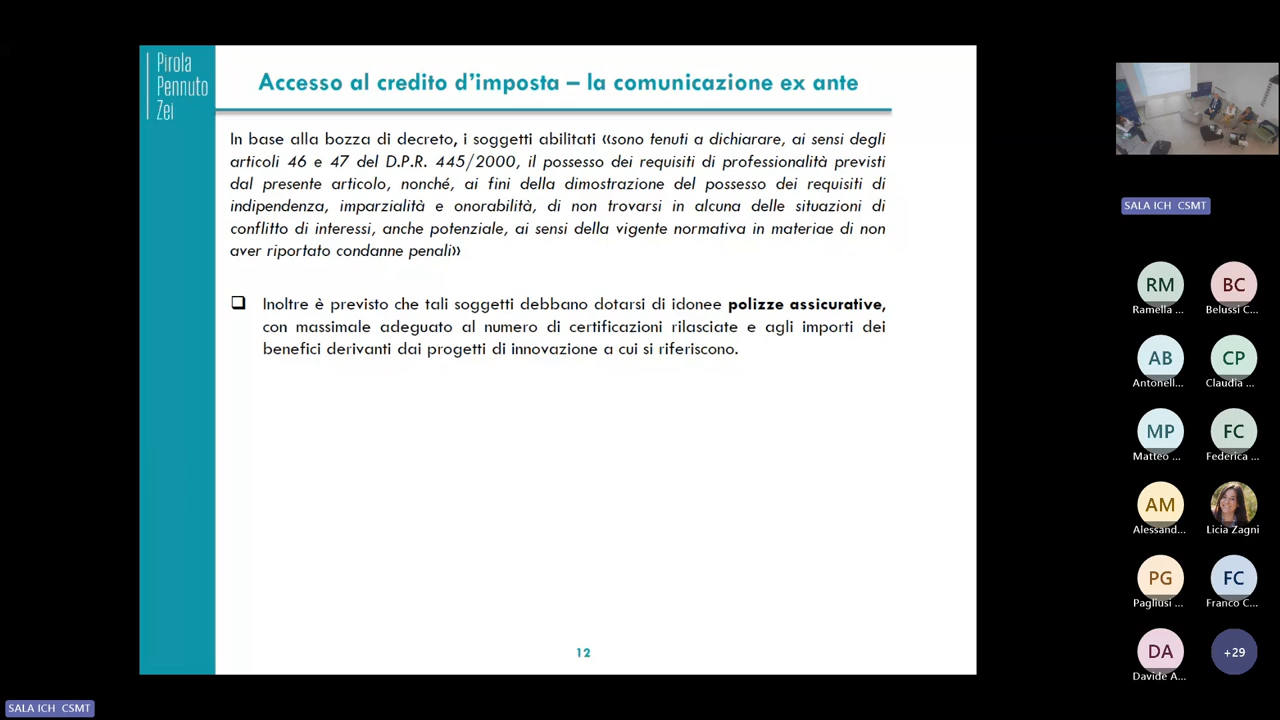 Pirola
Pennuto
Zei
Accesso al credito d'imposta – la comunicazione ex ante
In base alla bozza di decreto, i soggetti abilitati «sono tenuti a dichiarare, ai sensi degli
articoli 46 e 47 del D.P.R. 445/2000, il possesso dei requisiti di professionalità previsti
dal presente articolo, nonché, ai fini della dimostrazione del possesso dei requisiti di
indipendenza, imparzialità e onorabilità, di non trovarsi in alcuna delle situazioni di
conflitto di interessi, anche potenziale, ai sensi della vigente normativa in materiae di non
aver riportato condanne penali»
Inoltre è previsto che tali soggetti debbano dotarsi di idonee polizze assicurative,
con massimale adeguato al numero di certificazioni rilasciate e agli importi dei
benefici derivanti dai progetti di innovazione a cui si riferiscono.
12
SALA ICH CSMT
RM
Ramella ...
BC
Belussi C...
AB
Antonell...
CP
Claudia ...
MP
Matteo ...
FC
Federica ...
AM
Alessand...
Licia Zagni
PG
Pagliusi ...
FC
Franco C...
DA
Davide A...
+29
SALA ICH CSMT